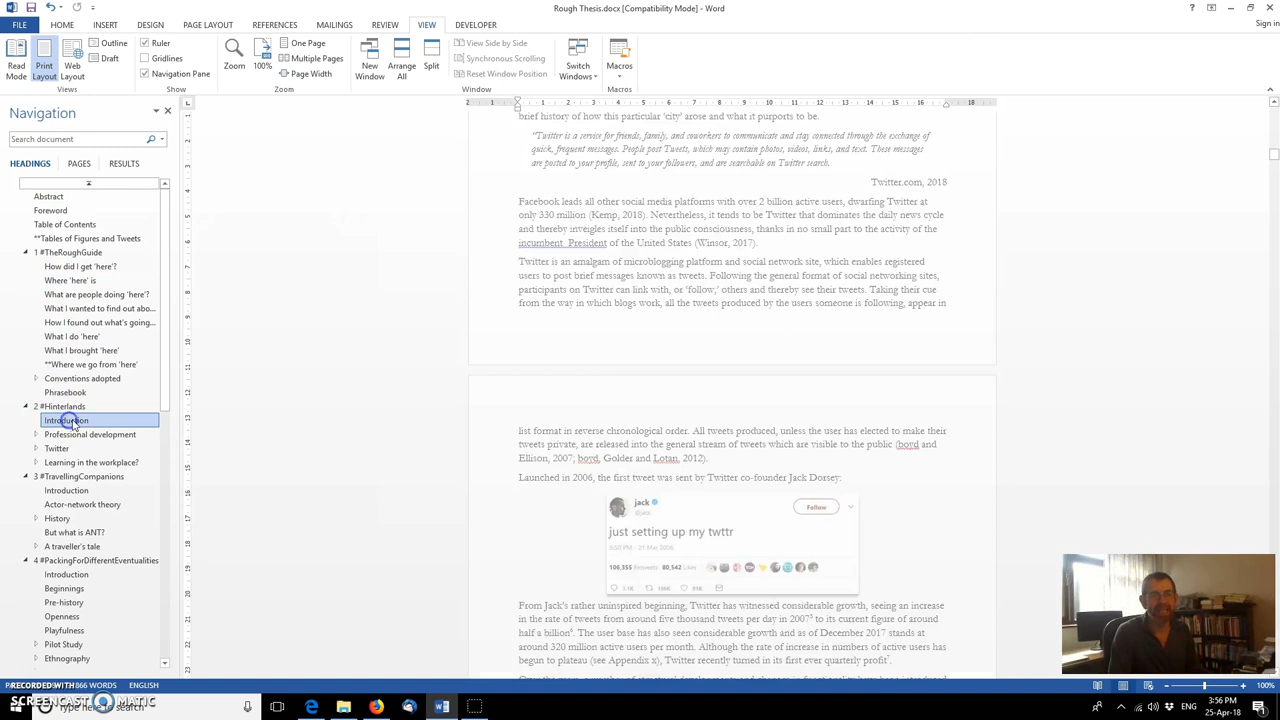 Rough Thesis.docx [Compatibility Mode] - Word
FILE HOME INSERT DESIGN PAGE LAYOUT REFERENCES MAILINGS REVIEW VIEW DEVELOPER Sign in
Read Mode
Print Layout
Web Layout
Outline
Draft
Views
Ruler
Gridlines
Navigation Pane
Show
Zoom
100%
One Page
Multiple Pages
Page Width
Zoom
New Window
Arrange All
Split
View Side by Side
Synchronous Scrolling
Reset Window Position
Window
Switch Windows
Macros
Macros
Navigation
Search document
HEADINGS PAGES RESULTS
Abstract
Foreword
Table of Contents
**Tables of Figures and Tweets
1 #TheRoughGuide
How did I get 'here'?
Where 'here' is
What are people doing 'here'?
What I wanted to find out abo...
How I found out what's going...
What I do 'here'
What I brought 'here'
**Where we go from 'here'
Conventions adopted
Phrasebook
2 #Hinterlands
Introduction
Professional development
Twitter
Learning in the workplace?
3 #TravellingCompanions
Introduction
Actor-network theory
History
But what is ANT?
A traveller's tale
4 #PackingForDifferentEventualities
Introduction
Beginnings
Pre-history
Openness
Playfulness
Pilot Study
Ethnography
brief history of how this particular 'city' arose and what it purports to be.
"Twitter is a service for friends, family, and coworkers to communicate and stay connected through the exchange of
quick, frequent messages. People post Tweets, which may contain photos, videos, links, and text. These messages
are posted to your profile, sent to your followers, and are searchable on Twitter search.
Twitter.com, 2018
Facebook leads all other social media platforms with over 2 billion active users, dwarfing Twitter at
only 330 million (Kemp, 2018). Nevertheless, it tends to be Twitter that dominates the daily news cycle
and thereby inveigles itself into the public consciousness, thanks in no small part to the activity of the
incumbent President of the United States (Winsor, 2017).
Twitter is an amalgam of microblogging platform and social network site, which enables registered
users to post brief messages known as tweets. Following the general format of social networking sites,
participants on Twitter can link with, or 'follow,' others and thereby see their tweets. Taking their cue
from the way in which blogs work, all the tweets produced by the users someone is following, appear in
list format in reverse chronological order. All tweets produced, unless the user has elected to make their
tweets private, are released into the general stream of tweets which are visible to the public (boyd and
Ellison, 2007; boyd, Golder and Lotan, 2012).
Launched in 2006, the first tweet was sent by Twitter co-founder Jack Dorsey:
jack
@jack
Follow
just setting up my twttr
8:50 PM - 21 Mar 2006
106,355 Retweets 80,542 Likes
From Jack's rather uninspired beginning, Twitter has witnessed considerable growth, seeing an increase
in the rate of tweets from around five thousand tweets per day in 2007⁵ to its current figure of around
half a billion⁶. The user base has also seen considerable growth and as of December 2017 stands at
around 320 million active users per month. Although the rate of increase in numbers of active users has
begun to plateau (see Appendix x), Twitter recently turned in its first ever quarterly profit⁷.
RECORDED WITH
SCREENCAST MATIC
866 WORDS ENGLISH
100%
3:56 PM
25-Apr-18